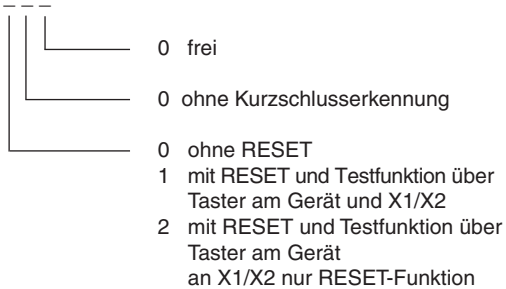 0 frei
0 ohne Kurzschlusserkennung
0 ohne RESET
1 mit RESET und Testfunktion über
Taster am Gerät und X1/X2
2 mit RESET und Testfunktion über
Taster am Gerät
an X1/X2 nur RESET-Funktion